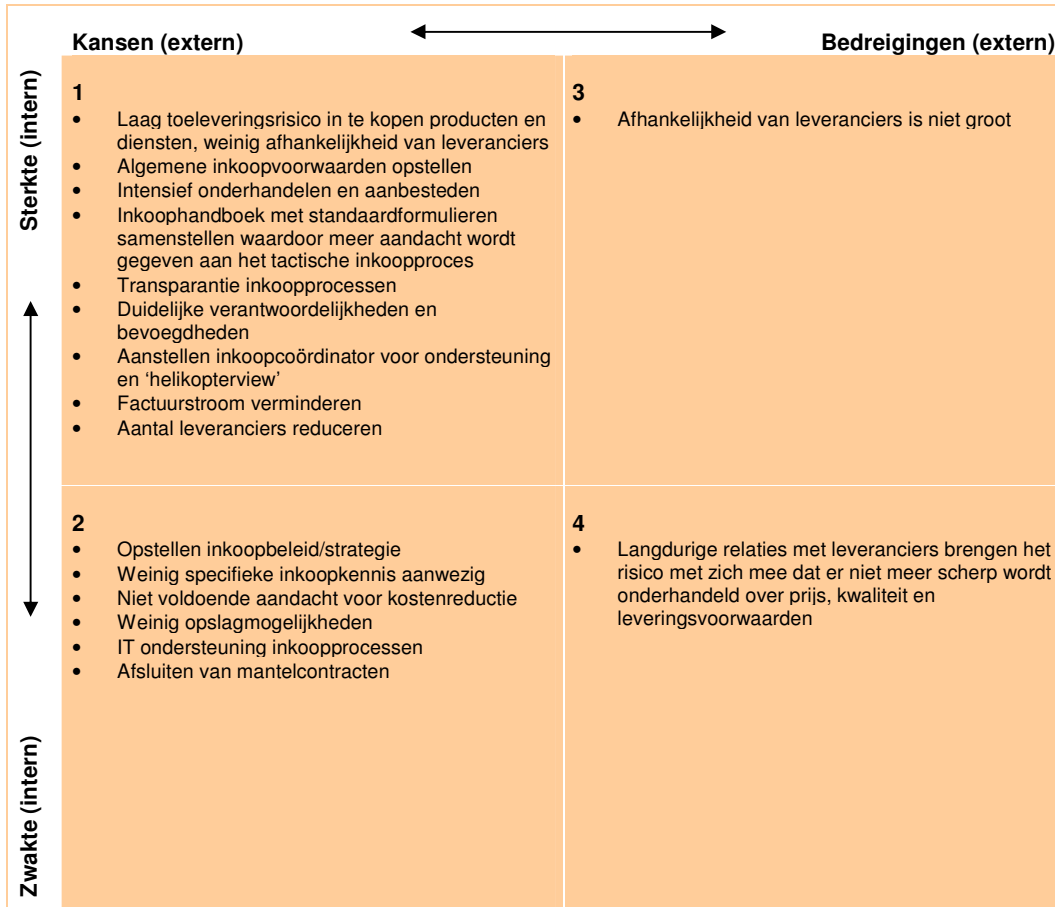 Kansen (extern)
Bedreigingen (extern)
Sterkte (intern)
1
• Laag toeleveringsrisico in te kopen producten en
diensten, weinig afhankelijkheid van leveranciers
• Algemene inkoopvoorwaarden opstellen
• Intensief onderhandelen en aanbesteden
• Inkoophandboek met standaardformulieren
samenstellen waardoor meer aandacht wordt
gegeven aan het tactische inkoopproces
• Transparantie inkoopprocessen
• Duidelijke verantwoordelijkheden en
bevoegdheden
• Aanstellen inkoopcoördinator voor ondersteuning
en ‘helikopterview’
• Factuurstroom verminderen
• Aantal leveranciers reduceren
3
• Afhankelijkheid van leveranciers is niet groot
Zwakte (intern)
2
• Opstellen inkoopbeleid/strategie
• Weinig specifieke inkoopkennis aanwezig
• Niet voldoende aandacht voor kostenreductie
• Weinig opslagmogelijkheden
• IT ondersteuning inkoopprocessen
• Afsluiten van mantelcontracten
4
• Langdurige relaties met leveranciers brengen het
risico met zich mee dat er niet meer scherp wordt
onderhandeld over prijs, kwaliteit en
leveringsvoorwaarden